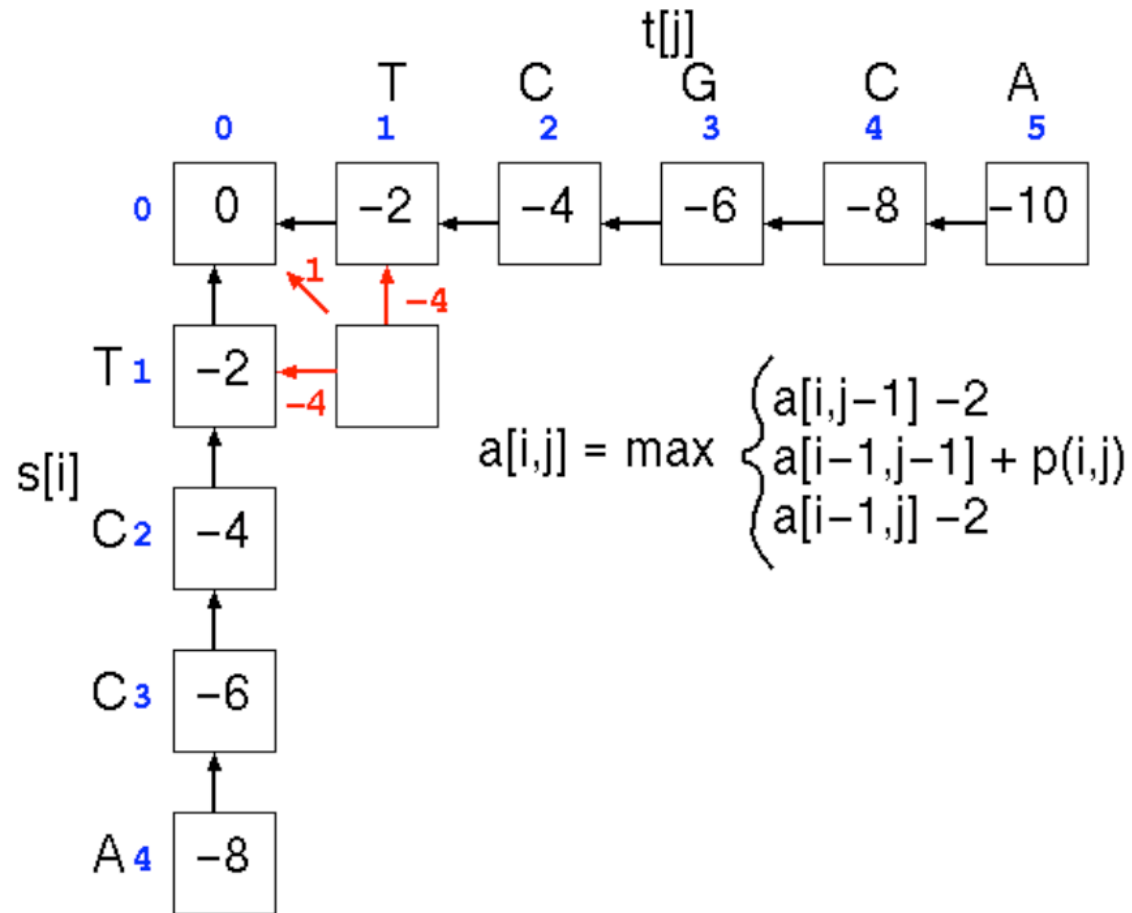 t[j]
T C G C A
0 1 2 3 4 5
0 0 −2 −4 −6 −8 −10
1 −4
T 1 −2
−4
a[i,j−1] −2
a[i,j] = max { a[i−1,j−1] + p(i,j)
a[i−1,j] −2
s[i]
C 2 −4
C 3 −6
A 4 −8